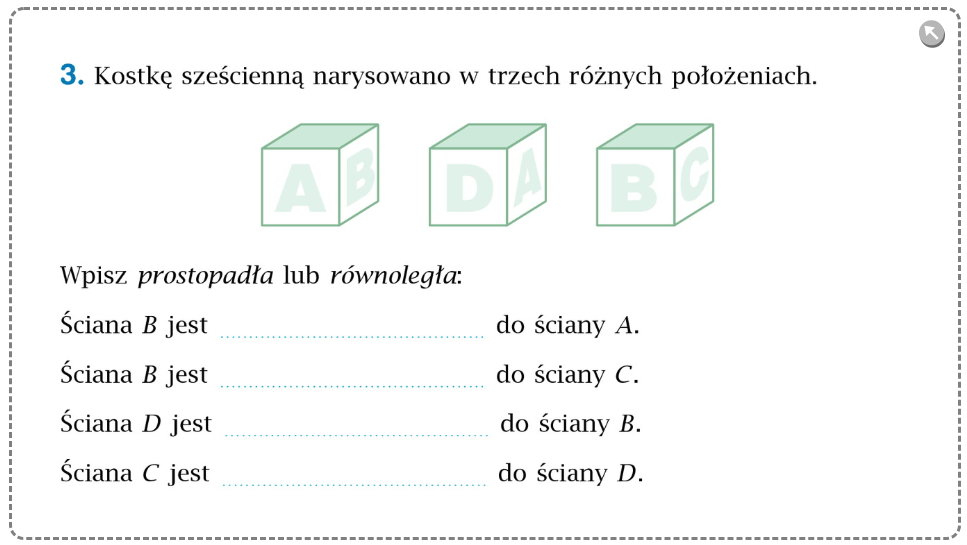 3. Kostkę sześcienną narysowano w trzech różnych położeniach.
A B D A B C
Wpisz prostopadła lub równoległa:
Ściana B jest ........................ do ściany A.
Ściana B jest ........................ do ściany C.
Ściana D jest ........................ do ściany B.
Ściana C jest ........................ do ściany D.